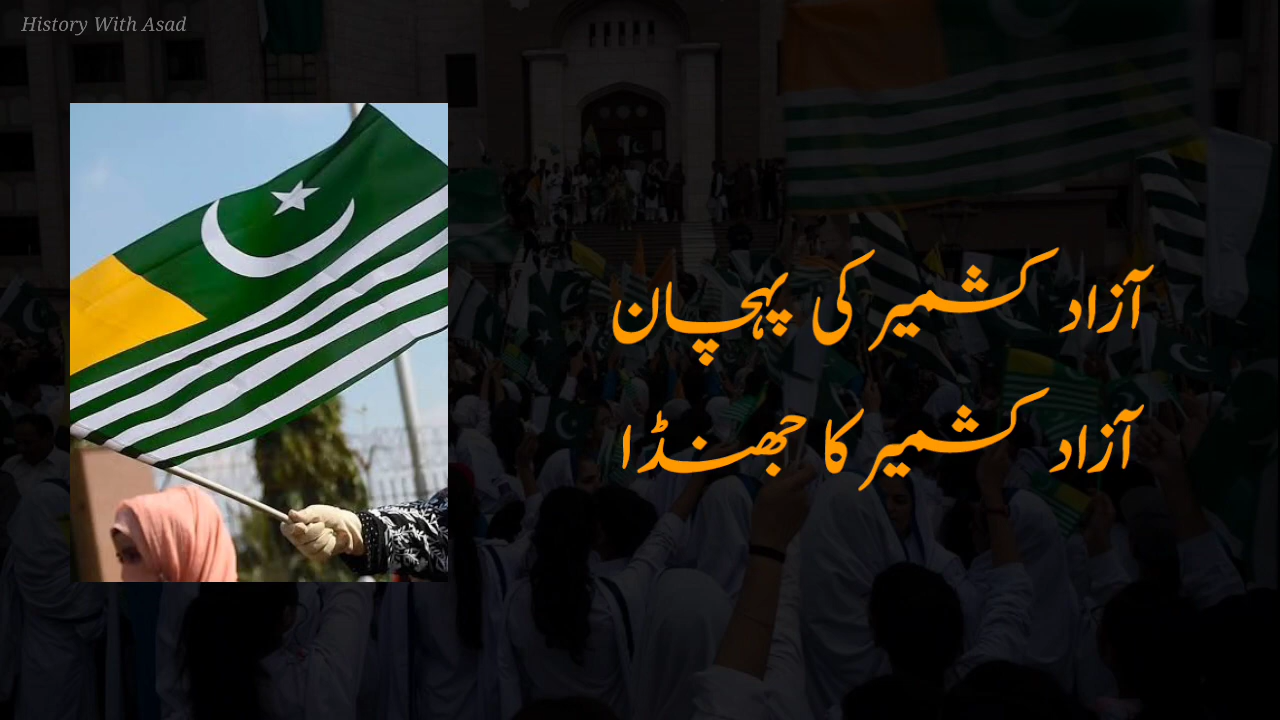 History With Asad
آزاد کشمیر کی پہچان
آزاد کشمیر کا جھنڈا